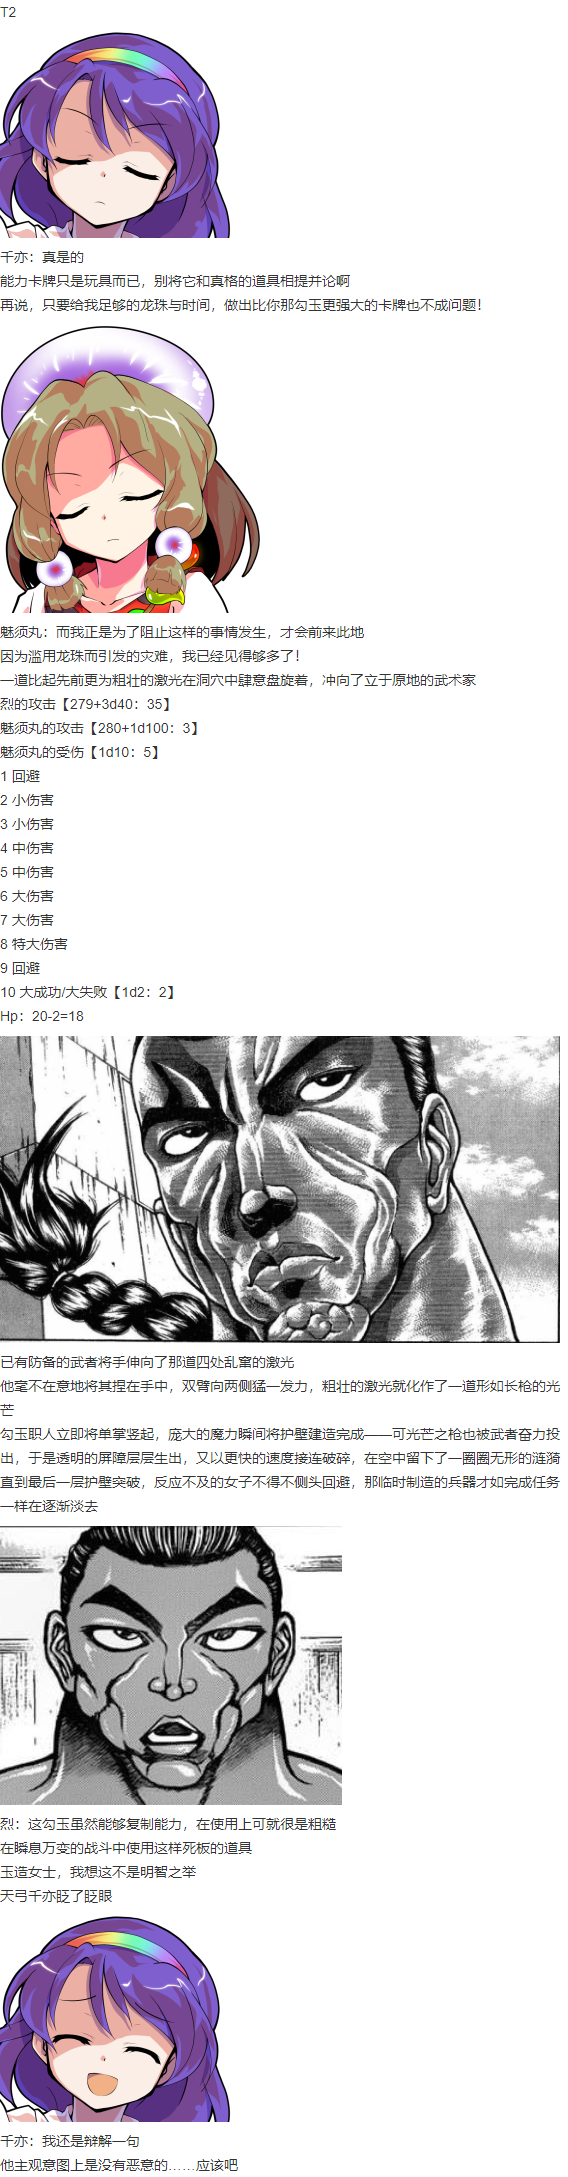 T2
千亦：真是的
能力卡牌只是玩具而已，别将它和真格的道具相提并论啊
再说，只要给我足够的龙珠与时间，做出比你那勾玉更强大的卡牌也不成问题！
魅须丸：而我正是为了阻止这样的事情发生，才会前来此地
因为滥用龙珠而引发的灾难，我已经见得够多了！
一道比起先前更为粗壮的激光在洞穴中肆意盘旋着，冲向了立于原地的武术家
烈的攻击【279+3d40：35】
魅须丸的攻击【280+1d100：3】
魅须丸的受伤【1d10：5】
1 回避
2 小伤害
3 小伤害
4 中伤害
5 中伤害
6 大伤害
7 大伤害
8 特大伤害
9 回避
10 大成功/大失败【1d2：2】
Hp：20-2=18
已有防备的武者将手伸向了那道四处乱窜的激光
他毫不在意地将其捏在手中，双臂向两侧猛一发力，粗壮的激光就化作了一道形如长枪的光
芒
勾玉职人立即将单掌竖起，庞大的魔力瞬间将护壁建造完成——可光芒之枪也被武者奋力投
出，于是透明的屏障层层生出，又以更快的速度接连破碎，在空中留下了一圈圈无形的涟漪
直到最后一层护壁突破，反应不及的女子不得不侧头回避，那临时制造的兵器才如完成任务
一样在逐渐淡去
烈：这勾玉虽然能够复制能力，在使用上可就很是粗糙
在瞬息万变的战斗中使用这样死板的道具
玉造女士，我想这不是明智之举
天弓千亦眨了眨眼
千亦：我还是辩解一句
他主观意图上是没有恶意的……应该吧